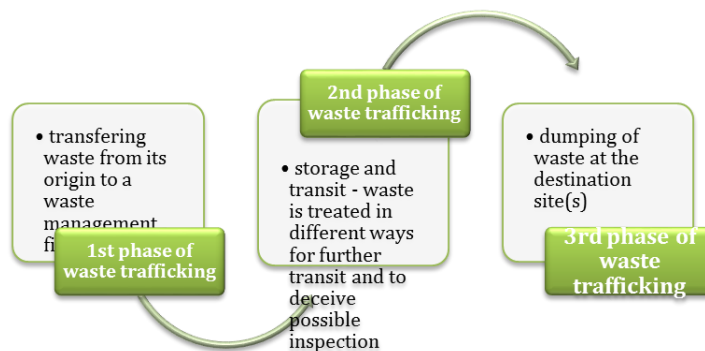 • transfering
waste from its
origin to a
waste
management
1st phase of
waste trafficking
2nd phase of
waste trafficking
• storage and
transit - waste
is treated in
different ways
for further
transit and to
deceive
possible
inspection
• dumping of
waste at the
destination
site(s)
3rd phase of
waste
trafficking